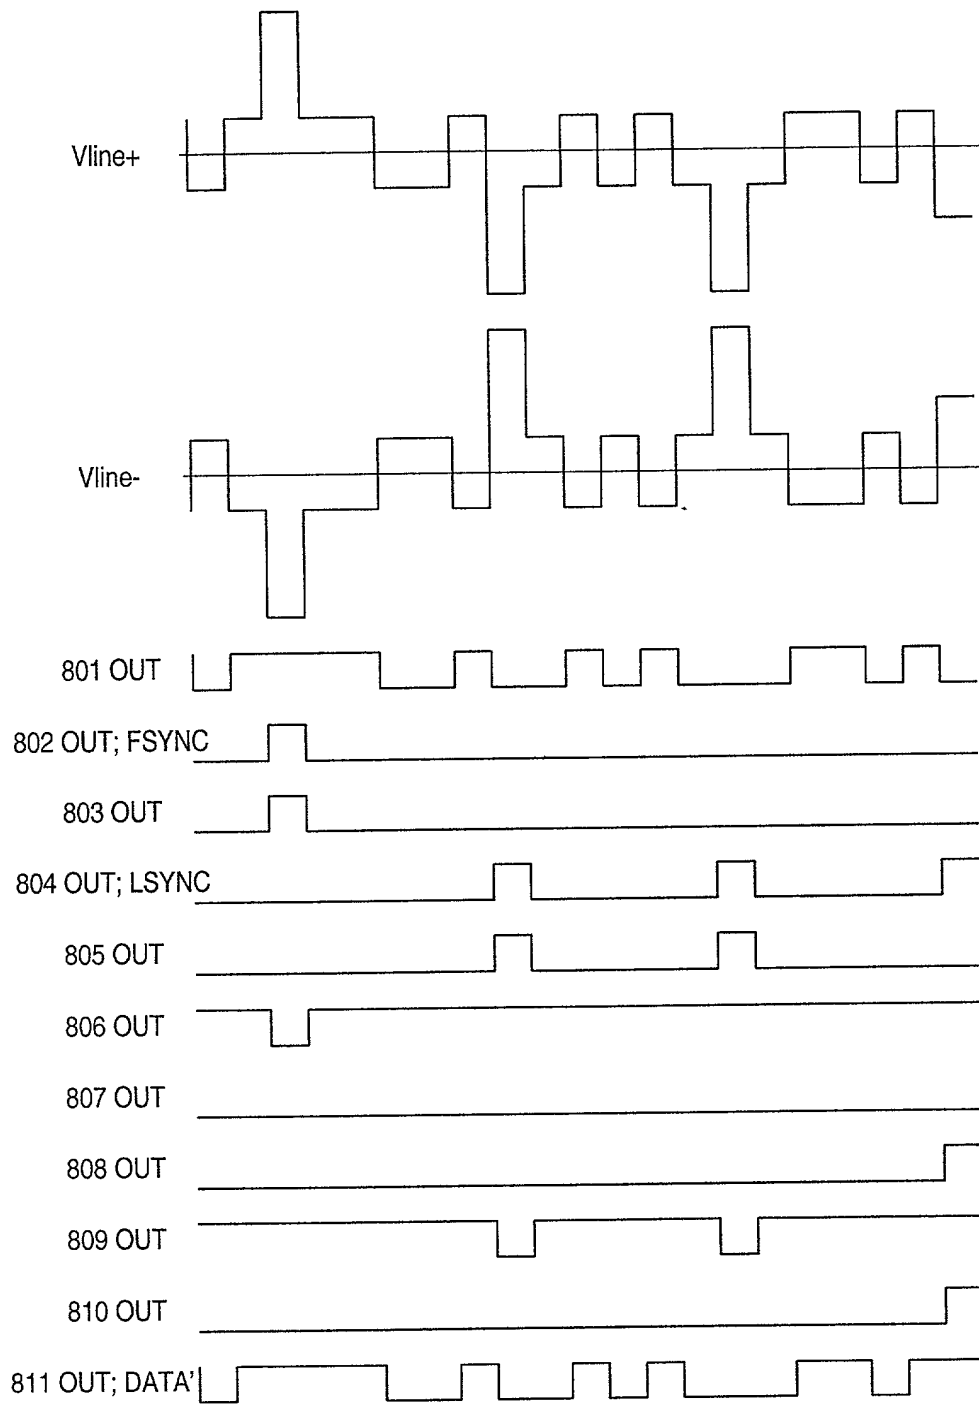 Vline+
Vline-
801 OUT
802 OUT; FSYNC
803 OUT
804 OUT; LSYNC
805 OUT
806 OUT
807 OUT
808 OUT
809 OUT
810 OUT
811 OUT; DATA'